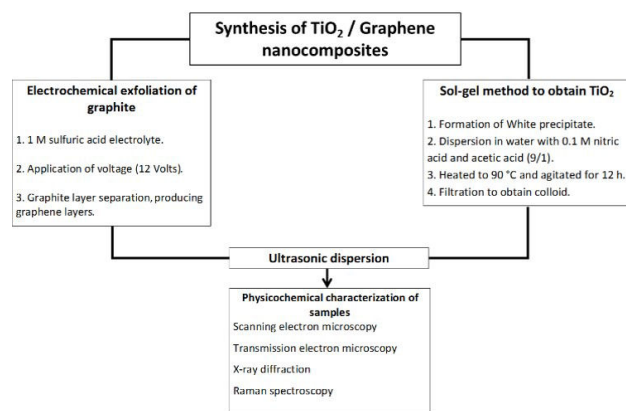 Synthesis of TiO2 / Graphene
nanocomposites
Electrochemical exfoliation of
graphite
1. 1 M sulfuric acid electrolyte.
2. Application of voltage (12 Volts).
3. Graphite layer separation, producing
graphene layers.
Sol-gel method to obtain TiO2
1. Formation of White precipitate.
2. Dispersion in water with 0.1 M nitric
acid and acetic acid (9/1).
3. Heated to 90 °C and agitated for 12 h.
4. Filtration to obtain colloid.
Ultrasonic dispersion
Physicochemical characterization of
samples
Scanning electron microscopy
Transmission electron microscopy
X-ray diffraction
Raman spectroscopy